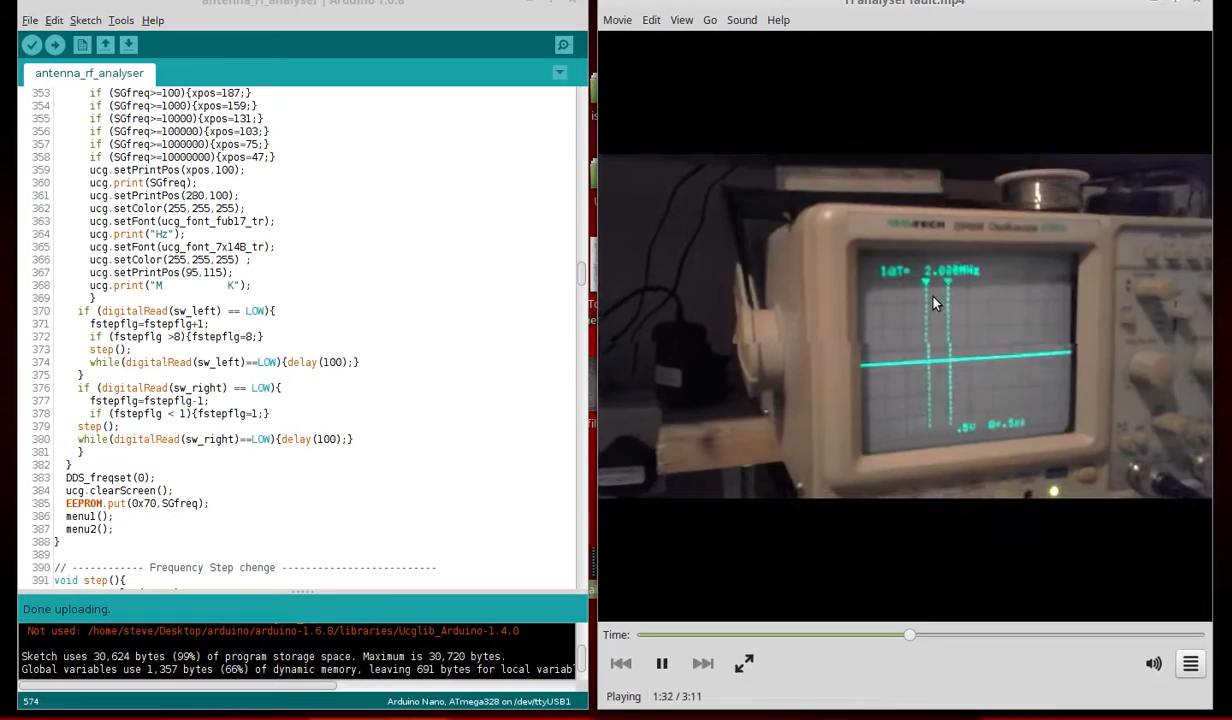 antenna_rf_analyser | Arduino 1.6.8
File Edit Sketch Tools Help
antenna_rf_analyser
353 if (SGfreq>=100){xpos=187;}
354 if (SGfreq>=1000){xpos=159;}
355 if (SGfreq>=10000){xpos=131;}
356 if (SGfreq>=100000){xpos=103;}
357 if (SGfreq>=1000000){xpos=75;}
358 if (SGfreq>=10000000){xpos=47;}
359 ucg.setPrintPos(xpos,100);
360 ucg.print(SGfreq);
361 ucg.setPrintPos(280,100);
362 ucg.setColor(255,255,255);
363 ucg.setFont(ucg_font_fub17_tr);
364 ucg.print("Hz");
365 ucg.setFont(ucg_font_7x14B_tr);
366 ucg.setColor(255,255,255) ;
367 ucg.setPrintPos(95,115);
368 ucg.print("M K");
369 }
370 if (digitalRead(sw_left) == LOW){
371 fstepflg=fstepflg+1;
372 if (fstepflg >8){fstepflg=8;}
373 step();
374 while(digitalRead(sw_left)==LOW){delay(100);}
375 }
376 if (digitalRead(sw_right) == LOW){
377 fstepflg=fstepflg-1;
378 if (fstepflg < 1){fstepflg=1;}
379 step();
380 while(digitalRead(sw_right)==LOW){delay(100);}
381 }
382 }
383 DDS_freqset(0);
384 ucg.clearScreen();
385 EEPROM.put(0x70,SGfreq);
386 menu1();
387 menu2();
388 }
389
390 // ------------ Frequency Step chenge --------------------------
391 void step(){
Done uploading.
Not used: /home/steve/Desktop/arduino/arduino-1.6.8/libraries/Ucglib_Arduino-1.4.0
Sketch uses 30,624 bytes (99%) of program storage space. Maximum is 30,720 bytes.
Global variables use 1,357 bytes (66%) of dynamic memory, leaving 691 bytes for local variabl
574
Arduino Nano, ATmega328 on /dev/ttyUSB1
rf analyser fault.mp4
Movie Edit View Go Sound Help
2.000MHz
.5V
Time:
Playing 1:32 / 3:11